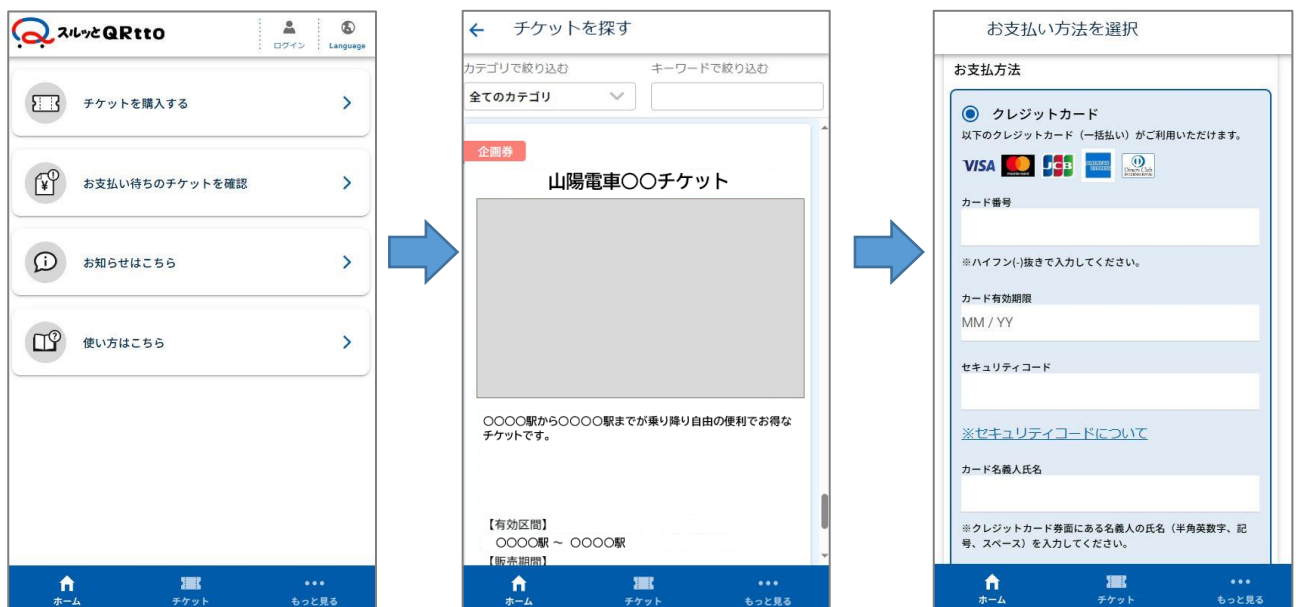 スルッとQRtto
ログイン
Language
チケットを購入する
お支払い待ちのチケットを確認
お知らせはこちら
使い方はこちら
ホーム
チケット
もっと見る
チケットを探す
カテゴリで絞り込む
キーワードで絞り込む
全てのカテゴリ
企画券
山陽電車〇〇チケット
〇〇〇〇駅から〇〇〇〇駅までが乗り降り自由の便利でお得な
チケットです。
【有効区間】
〇〇〇〇駅 ~ 〇〇〇〇駅
【販売期間】
ホーム
チケット
もっと見る
お支払い方法を選択
お支払方法
クレジットカード
以下のクレジットカード（一括払い）がご利用いただけます。
VISA
JCB
AMERICAN EXPRESS
Diners Club
INTERNATIONAL
カード番号
※ハイフン(-)抜きで入力してください。
カード有効期限
MM / YY
セキュリティコード
※セキュリティコードについて
カード名義人氏名
※クレジットカード券面にある名義人の氏名（半角英数字、記
号、スペース）を入力してください。
ホーム
チケット
もっと見る